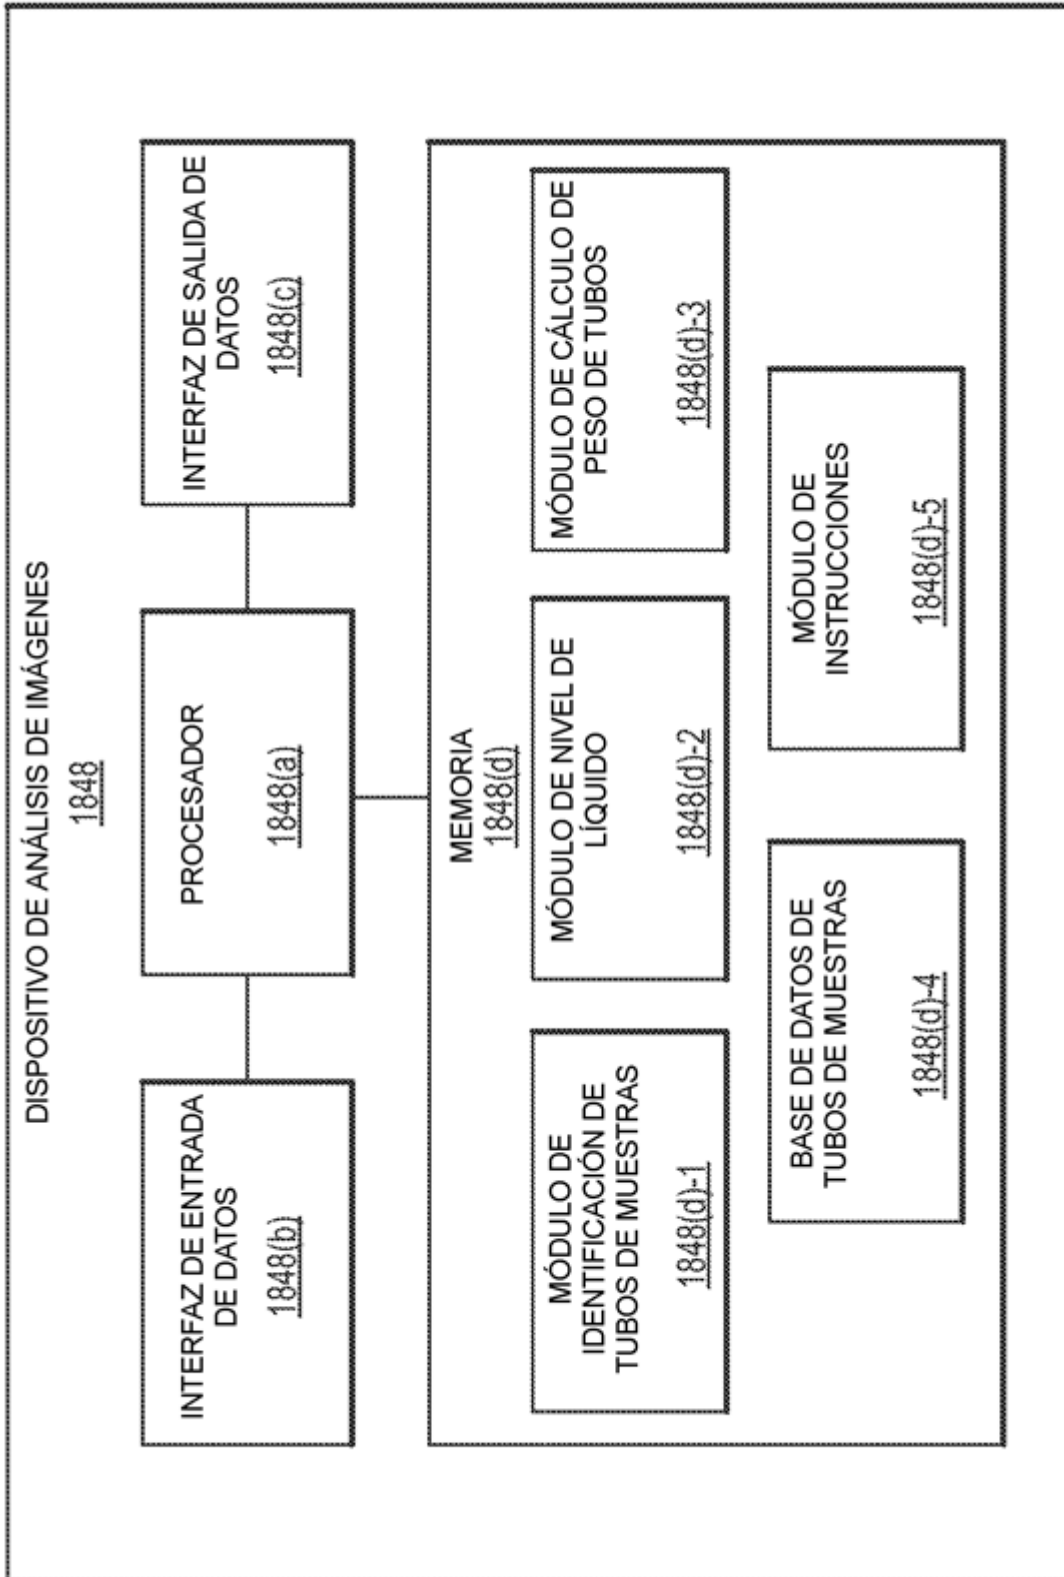 DISPOSITIVO DE ANÁLISIS DE IMÁGENES
1848
INTERFAZ DE ENTRADA
DE DATOS
1848(b)
PROCESADOR
1848(a)
INTERFAZ DE SALIDA DE
DATOS
1848(c)
MEMORIA
1848(d)
MÓDULO DE
IDENTIFICACIÓN DE
TUBOS DE MUESTRAS
1848(d)-1
MÓDULO DE NIVEL DE
LÍQUIDO
1848(d)-2
MÓDULO DE CÁLCULO DE
PESO DE TUBOS
1848(d)-3
BASE DE DATOS DE
TUBOS DE MUESTRAS
1848(d)-4
MÓDULO DE
INSTRUCCIONES
1848(d)-5